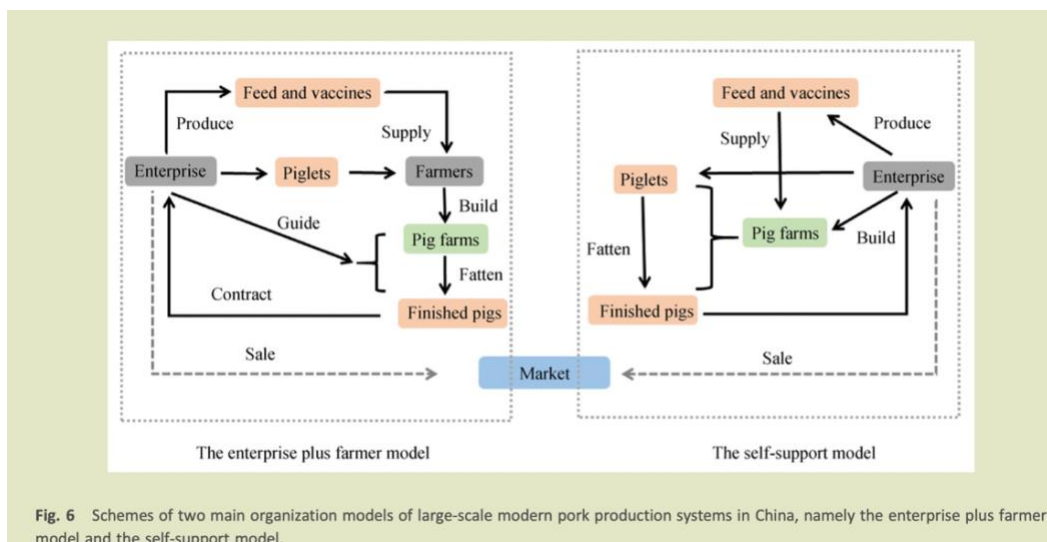 Feed and vaccines
Produce
Supply
Enterprise
Piglets
Farmers
Build
Guide
Pig farms
Fatten
Contract
Finished pigs
Sale
The enterprise plus farmer model
Feed and vaccines
Produce
Supply
Piglets
Enterprise
Pig farms
Build
Fatten
Finished pigs
Sale
Market
The self-support model
Fig. 6 Schemes of two main organization models of large-scale modern pork production systems in China, namely the enterprise plus farmer
model and the self-support model.